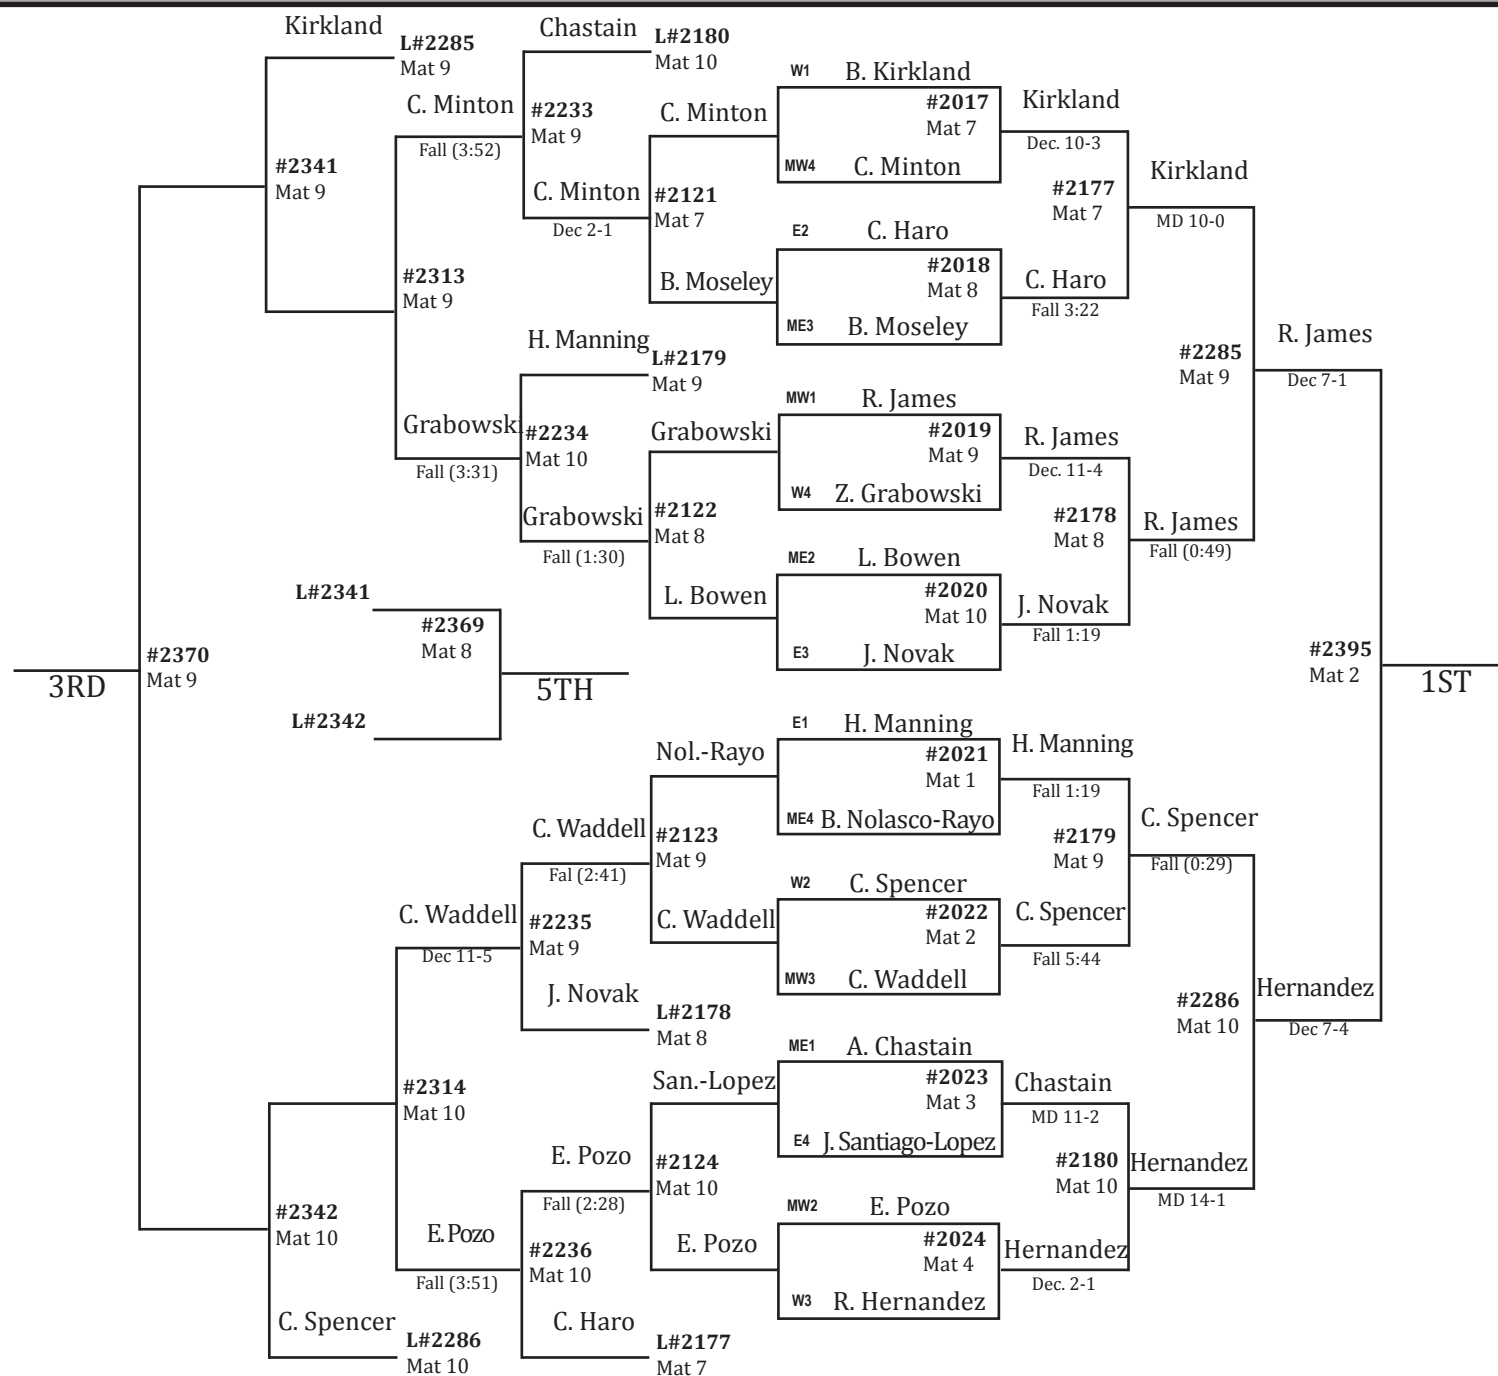 Kirkland
L#2285
Mat 9
Chastain
L#2180
Mat 10
C. Minton
Fall (3:52)
#2233
Mat 9
C. Minton
Dec 2-1
C. Minton
#2121
Mat 7
B. Moseley
#2341
Mat 9
#2313
Mat 9
H. Manning
L#2179
Mat 9
Grabowski
Fall (3:31)
#2234
Mat 10
Grabowski
Fall (1:30)
Grabowski
#2122
Mat 8
L. Bowen
W1
B. Kirkland
#2017
Mat 7
MW4
C. Minton
Kirkland
Dec. 10-3
#2177
Mat 7
Kirkland
MD 10-0
E2
C. Haro
#2018
Mat 8
ME3
B. Moseley
C. Haro
Fall 3:22
MW1
R. James
#2019
Mat 9
W4
Z. Grabowski
R. James
Dec. 11-4
#2178
Mat 8
R. James
Fall (0:49)
ME2
L. Bowen
#2020
Mat 10
E3
J. Novak
J. Novak
Fall 1:19
#2285
Mat 9
R. James
Dec 7-1
L#2341
#2369
Mat 8
L#2342
5TH
#2370
Mat 9
3RD
#2395
Mat 2
1ST
Nol.-Rayo
C. Waddell
Fal (2:41)
#2123
Mat 9
C. Waddell
C. Waddell
Dec 11-5
#2235
Mat 9
J. Novak
L#2178
Mat 8
#2314
Mat 10
San.-Lopez
E. Pozo
Fall (2:28)
#2124
Mat 10
E. Pozo
#2342
Mat 10
E. Pozo
Fall (3:51)
#2236
Mat 10
C. Spencer
L#2286
Mat 10
C. Haro
L#2177
Mat 7
E1
H. Manning
#2021
Mat 1
ME4
B. Nolasco-Rayo
H. Manning
Fall 1:19
#2179
Mat 9
C. Spencer
Fall (0:29)
W2
C. Spencer
#2022
Mat 2
MW3
C. Waddell
C. Spencer
Fall 5:44
#2286
Mat 10
Hernandez
Dec 7-4
ME1
A. Chastain
#2023
Mat 3
E4
J. Santiago-Lopez
Chastain
MD 11-2
#2180
Mat 10
Hernandez
MD 14-1
MW2
E. Pozo
#2024
Mat 4
W3
R. Hernandez
Hernandez
Dec. 2-1